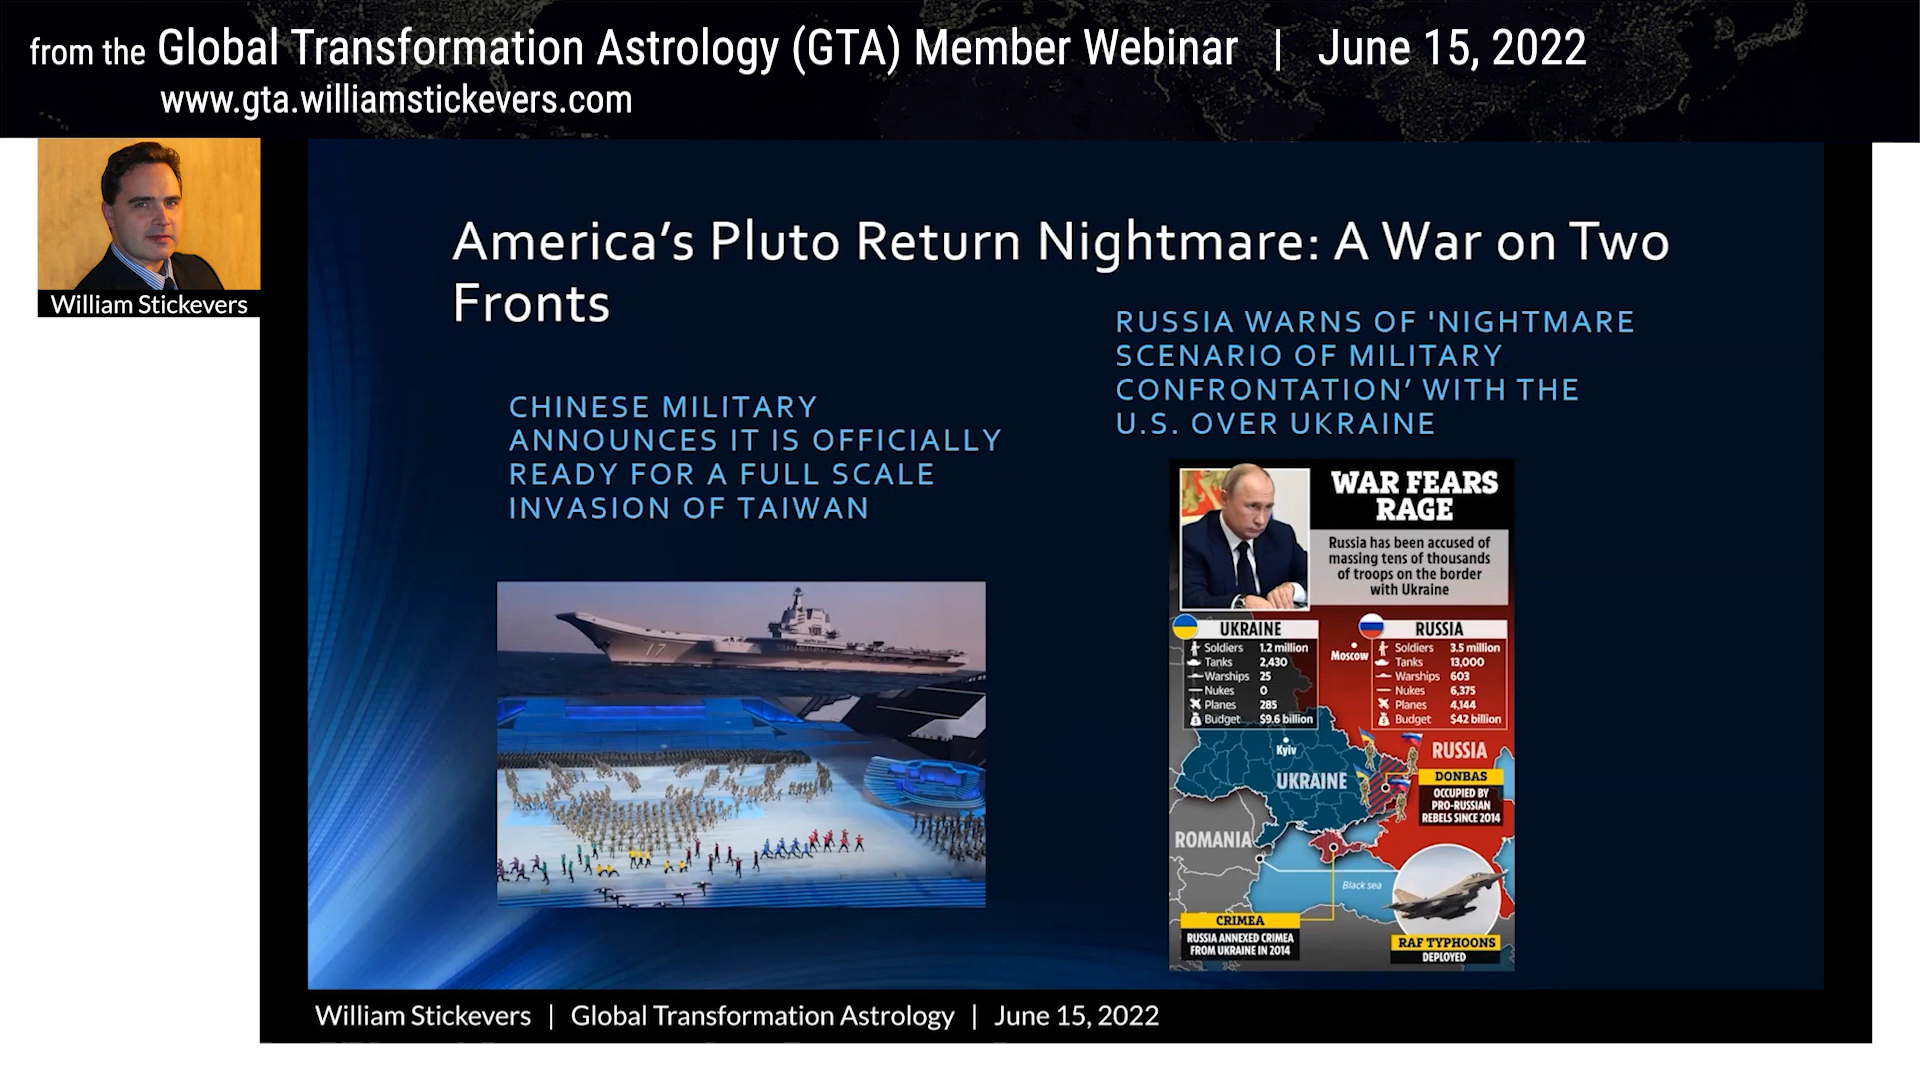 from the Global Transformation Astrology (GTA) Member Webinar | June 15, 2022
www.gta.williamstickevers.com
William Stickevers
America's Pluto Return Nightmare: A War on Two
Fronts
CHINESE MILITARY
ANNOUNCES IT IS OFFICIALLY
READY FOR A FULL SCALE
INVASION OF TAIWAN
17
RUSSIA WARNS OF 'NIGHTMARE
SCENARIO OF MILITARY
CONFRONTATION' WITH THE
U.S. OVER UKRAINE
WAR FEARS
RAGE
Russia has been accused of
massing tens of thousands
of troops on the border
with Ukraine
UKRAINE
Soldiers 1.2 million
Tanks 2,430
Warships 25
Nukes 0
Planes 285
Budget $9.6 billion
Moscow
RUSSIA
Soldiers 3.5 million
Tanks 13,000
Warships 603
Nukes 6,375
Planes 4,144
Budget $42 billion
Kyiv
UKRAINE
RUSSIA
DONBAS
OCCUPIED BY
PRO-RUSSIAN
REBELS SINCE 2014
ROMANIA
Black sea
CRIMEA
RUSSIA ANNEXED CRIMEA
FROM UKRAINE IN 2014
RAF TYPHOONS
DEPLOYED
William Stickevers | Global Transformation Astrology | June 15, 2022